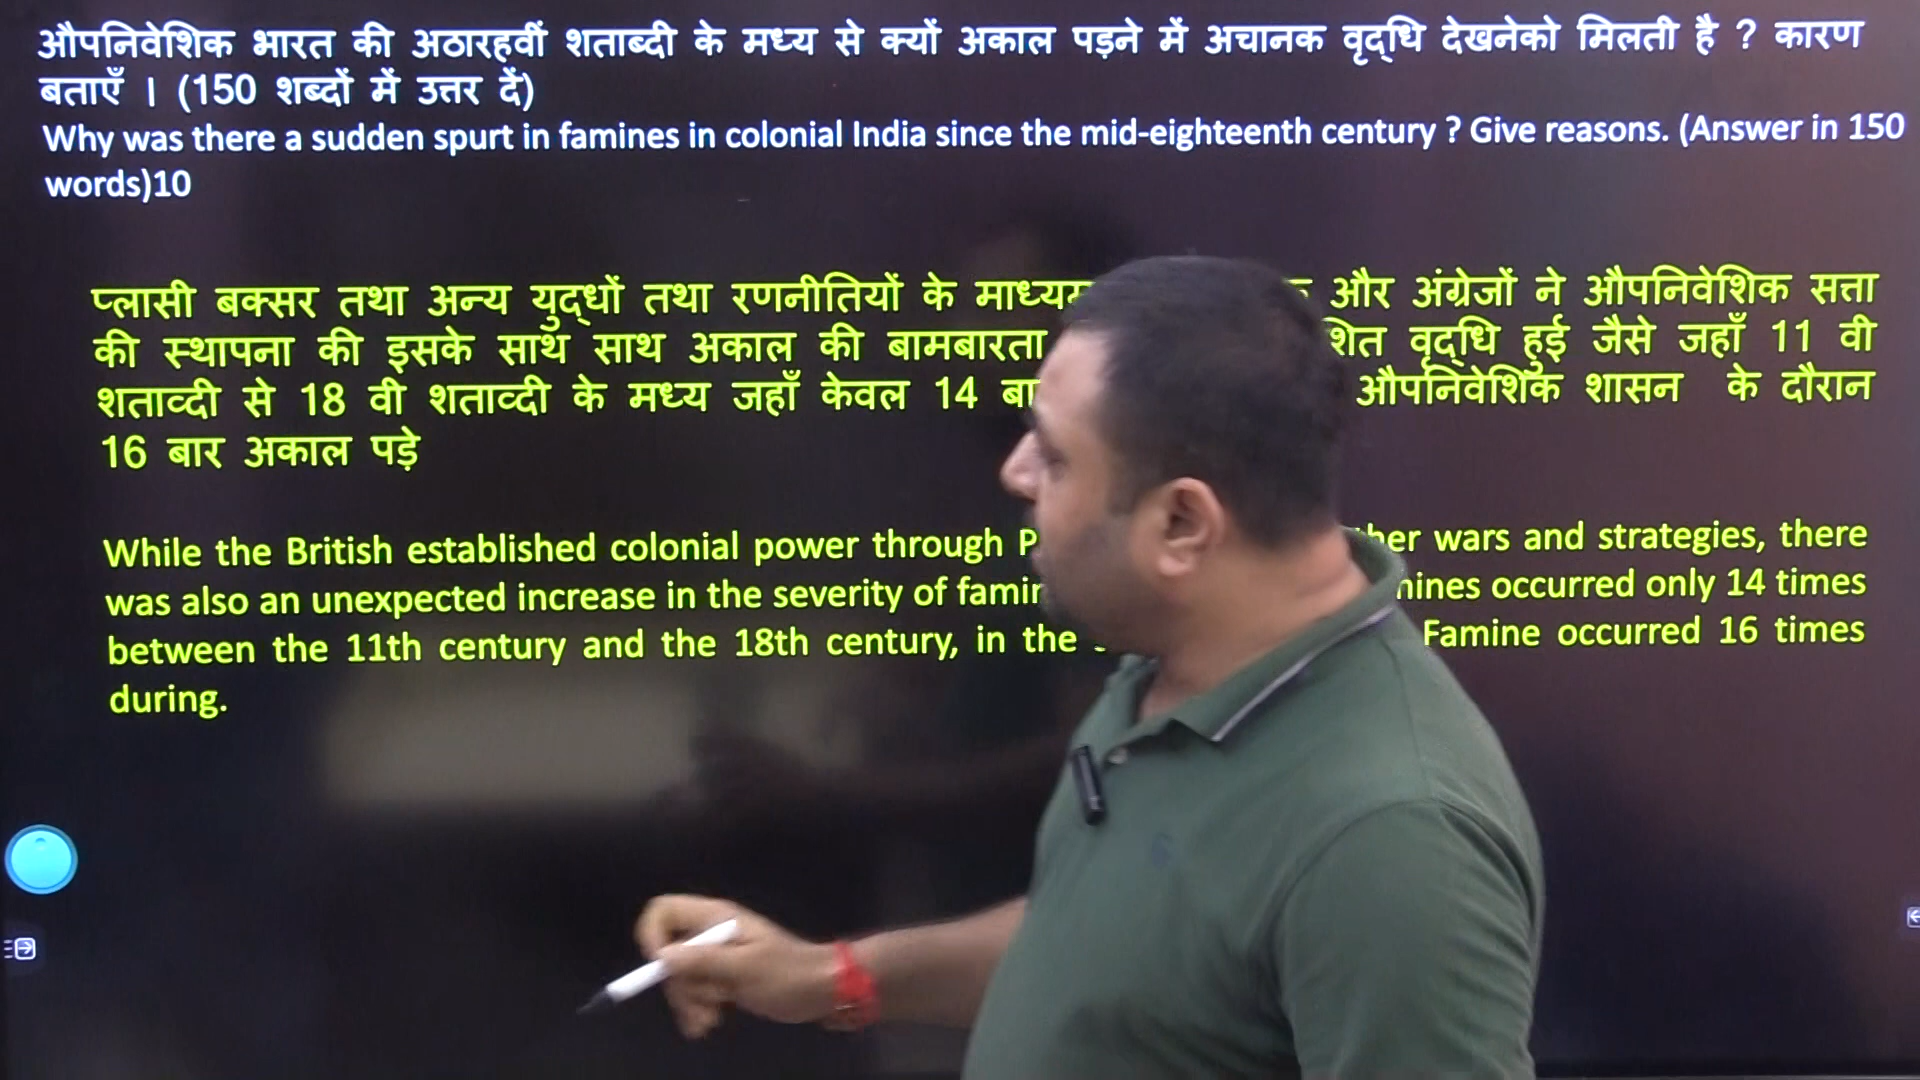 औपनिवेशिक भारत की अठारहवीं शताब्दी के मध्य से क्यों अकाल पड़ने में अचानक वृद्धि देखनेको मिलती है ? कारण
बताएँ । (150 शब्दों में उत्तर दें)
Why was there a sudden spurt in famines in colonial India since the mid-eighteenth century ? Give reasons. (Answer in 150
words)10
प्लासी बक्सर तथा अन्य युद्धों तथा रणनीतियों के और अंग्रेजों ने औपनिवेशिक सत्ता
की स्थापना की इसके साथ साथ अकाल की बामबारता वृद्धि हुई जैसे जहाँ 11 वी
शताव्दी से 18 वी शताव्दी के मध्य जहाँ केवल 14 औपनिवेशिक शासन के दौरान
16 बार अकाल पड़े
While the British established colonial power through wars and strategies, there
was also an unexpected increase in the severity of occurred only 14 times
between the 11th century and the 18th century, in the Famine occurred 16 times
during.